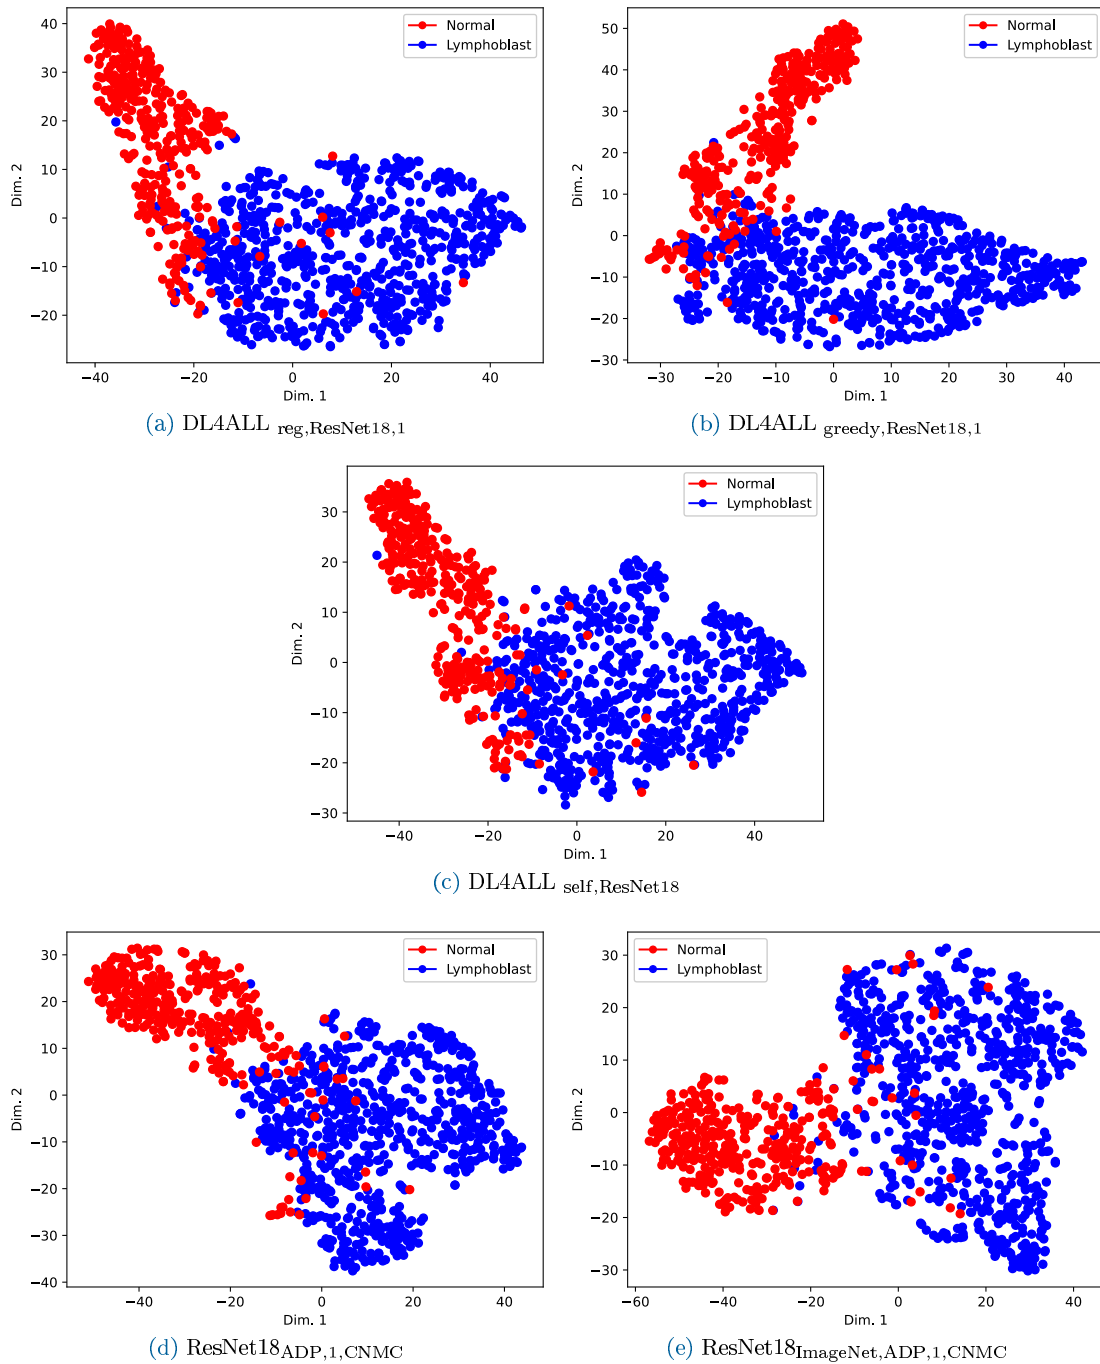 Normal
Lymphoblast
40
30
20
10
0
−10
−20
Dim. 2
−40 −20 0 20 40
Dim. 1
(a) DL4ALL reg,ResNet18,1
Normal
Lymphoblast
50
40
30
20
10
0
−10
−20
−30
Dim. 2
−30 −20 −10 0 10 20 30 40
Dim. 1
(b) DL4ALL greedy,ResNet18,1
Normal
Lymphoblast
30
20
10
0
−10
−20
−30
Dim. 2
−40 −20 0 20 40
Dim. 1
(c) DL4ALL self,ResNet18
Normal
Lymphoblast
30
20
10
0
−10
−20
−30
−40
Dim. 2
−40 −20 0 20 40
Dim. 1
(d) ResNet18ADP,1,CNMC
Normal
Lymphoblast
30
20
10
0
−10
−20
−30
Dim. 2
−60 −40 −20 0 20 40
Dim. 1
(e) ResNet18ImageNet,ADP,1,CNMC